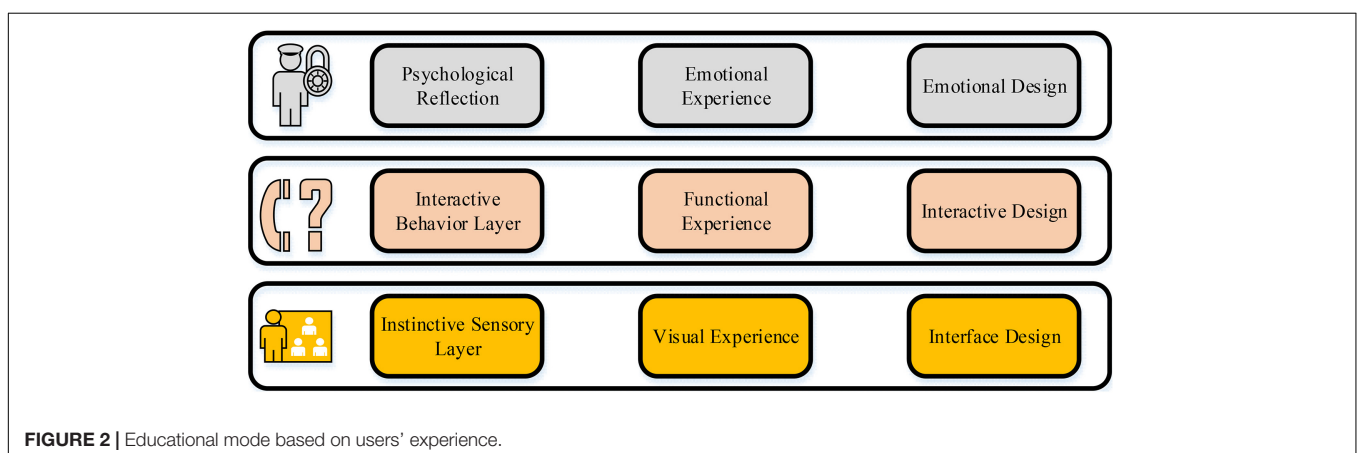 Psychological
Reflection
Emotional
Experience
Emotional Design
Interactive
Behavior Layer
Functional
Experience
Interactive Design
Instinctive Sensory
Layer
Visual Experience
Interface Design
FIGURE 2 | Educational mode based on users’ experience.